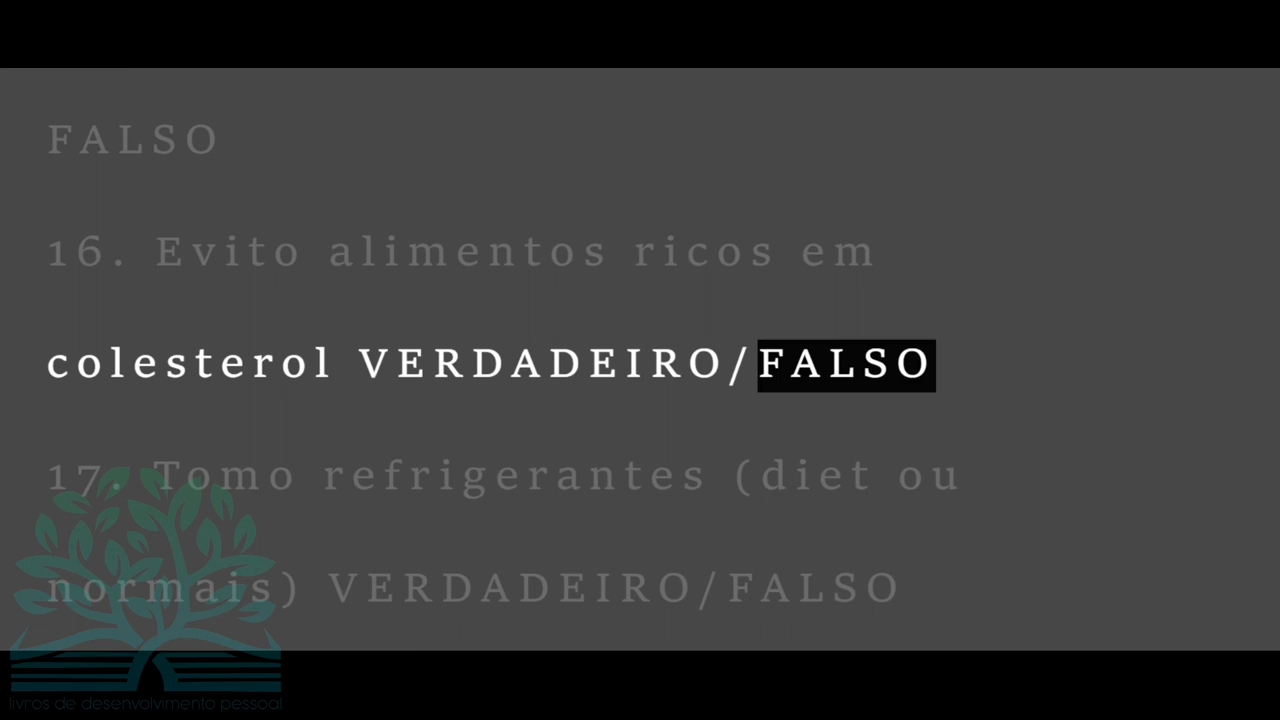 FALSO
16. Evito alimentos ricos em
colesterol VERDADEIRO/FALSO
17. Tomo refrigerantes (diet ou
normais) VERDADEIRO/FALSO
livros de desenvolvimento pessoal